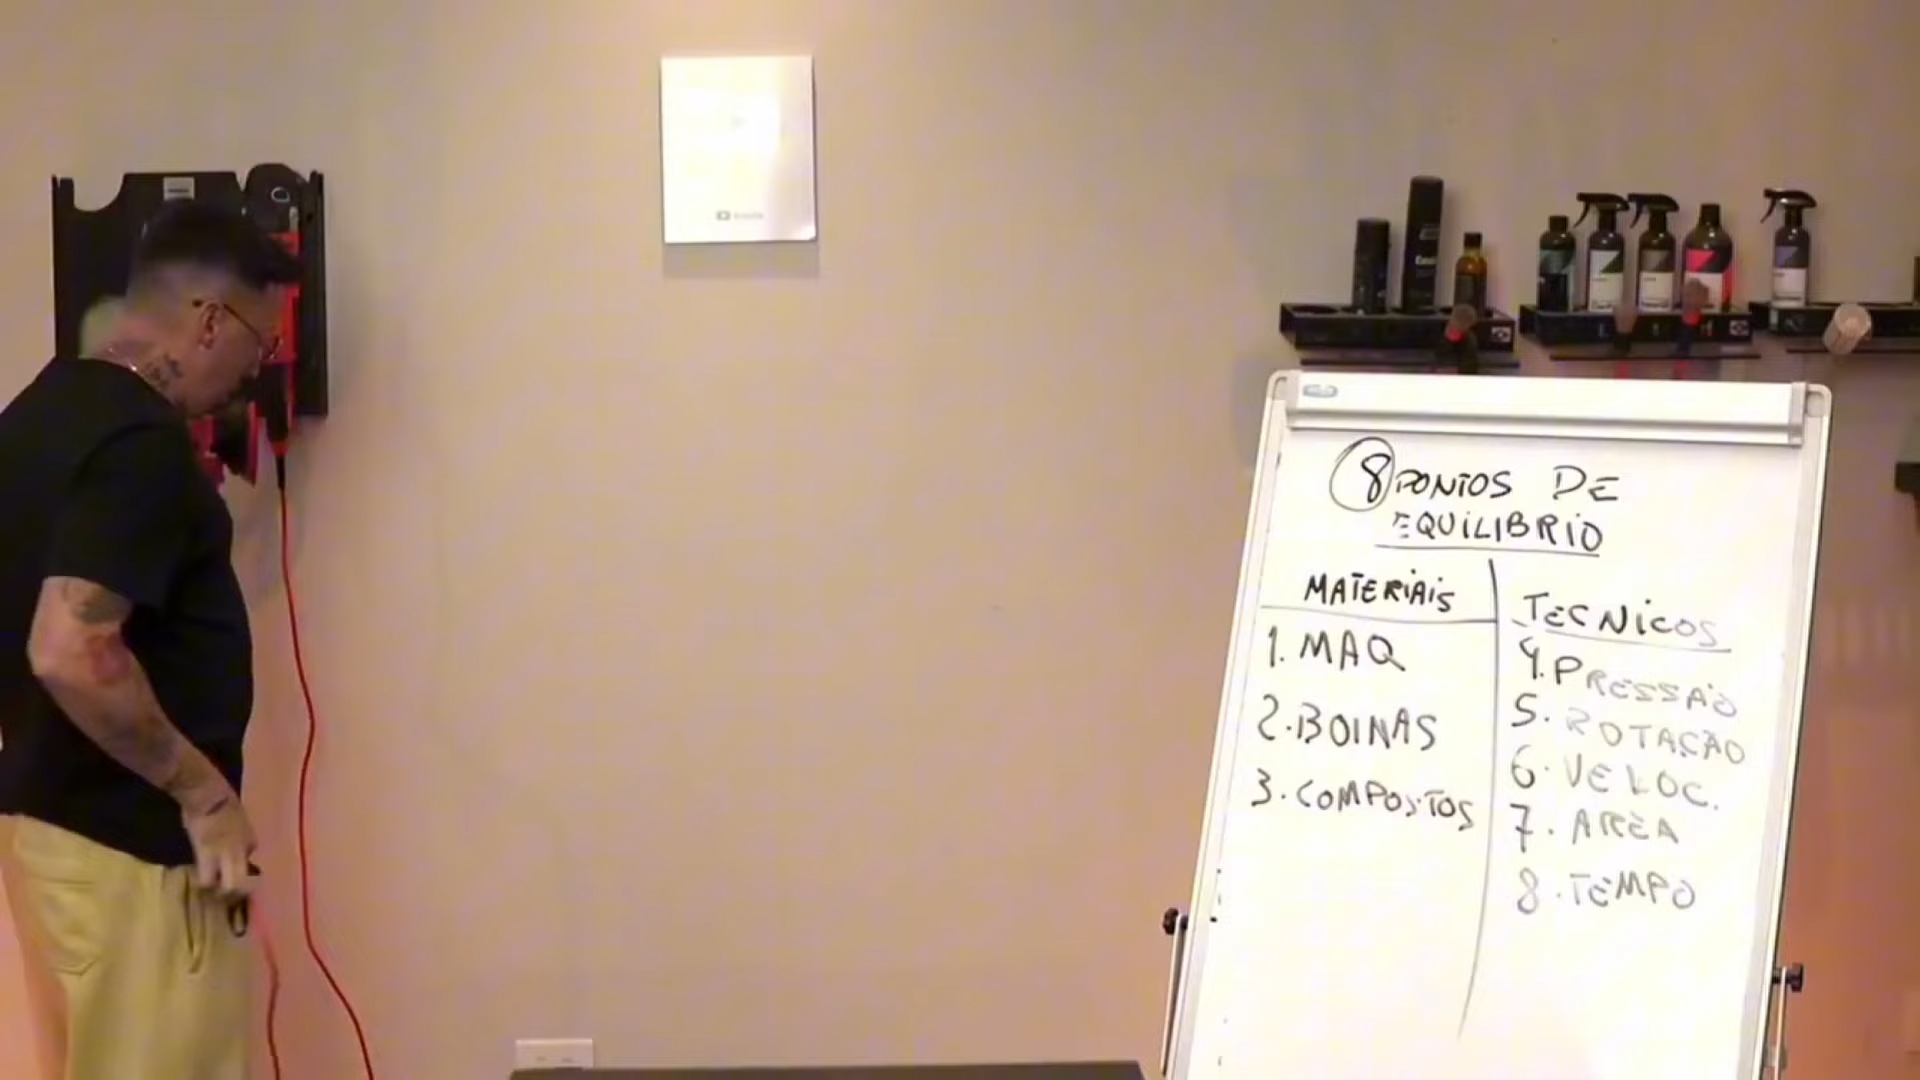 8 PONTOS DE
EQUILIBRIO
MATERIAIS
1. MAQ
2. BOINAS
3. COMPOSTOS
TECNICOS
4. PRESSÃO
5. ROTAÇÃO
6. VELOC.
7. AREA
8. TEMPO